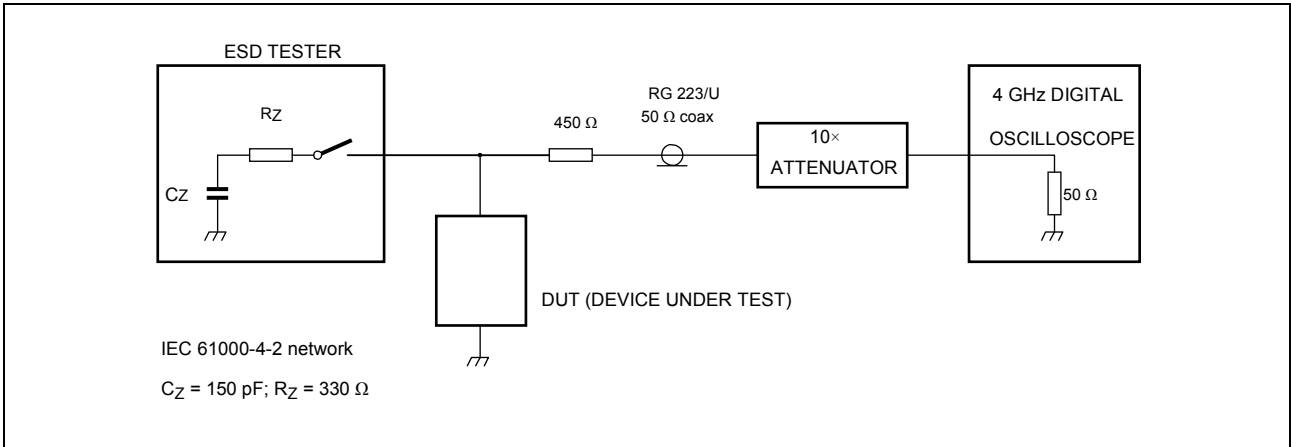 ESD TESTER
RZ
CZ
450 Ω
RG 223/U
50 Ω coax
10×
ATTENUATOR
4 GHz DIGITAL
OSCILLOSCOPE
50 Ω
DUT (DEVICE UNDER TEST)
IEC 61000-4-2 network
CZ = 150 pF; RZ = 330 Ω